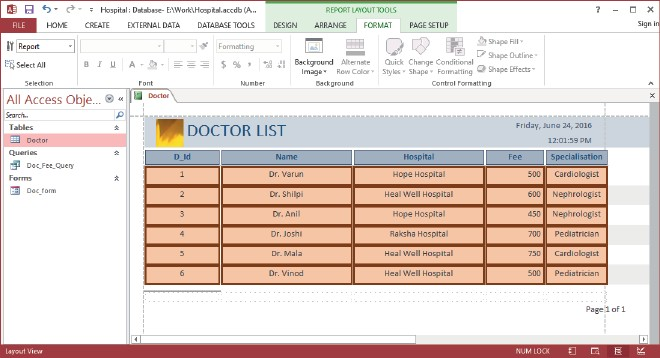 Hospital : Database- E:\Work\Hospital.accdb (A...
REPORT LAYOUT TOOLS
? 
Sign in
FILE HOME CREATE EXTERNAL DATA DATABASE TOOLS DESIGN ARRANGE FORMAT PAGE SETUP
Report
Select All
Selection
B I U A
Font
$ % ,
Number
Background Image
Alternate Row Color
Background
Quick Styles
Change Shape
Conditional Formatting
Shape Fill
Shape Outline
Shape Effects
Control Formatting
All Access Obje...
Search...
Tables
Doctor
Queries
Doc_Fee_Query
Forms
Doc_form
Doctor
DOCTOR LIST
Friday, June 24, 2016
12:01:59 PM
D_Id Name Hospital Fee Specialisation
1 Dr. Varun Hope Hospital 500 Cardiologist
2 Dr. Shilpi Heal Well Hospital 600 Nephrologist
3 Dr. Anil Hope Hospital 450 Nephrologist
4 Dr. Joshi Raksha Hospital 700 Pediatrician
5 Dr. Mala Heal Well Hospital 750 Cardiologist
6 Dr. Vinod Heal Well Hospital 500 Pediatrician
Page 1 of 1
Layout View
NUM LOCK